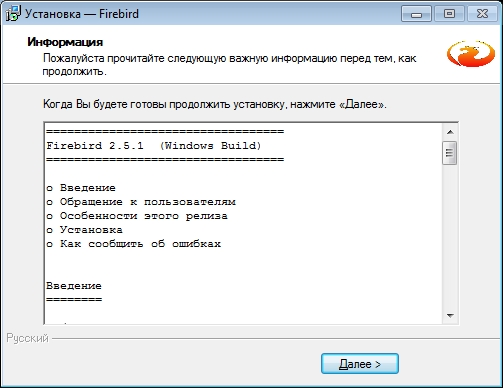 Установка — Firebird
Информация
Пожалуйста прочитайте следующую важную информацию перед тем, как
продолжить.
Когда Вы будете готовы продолжить установку, нажмите «Далее».
==================================
Firebird 2.5.1  (Windows Build)
==================================
o Введение
o Обращение к пользователям
o Особенности этого релиза
o Установка
o Как сообщить об ошибках
Введение
========
Русский
Далее >